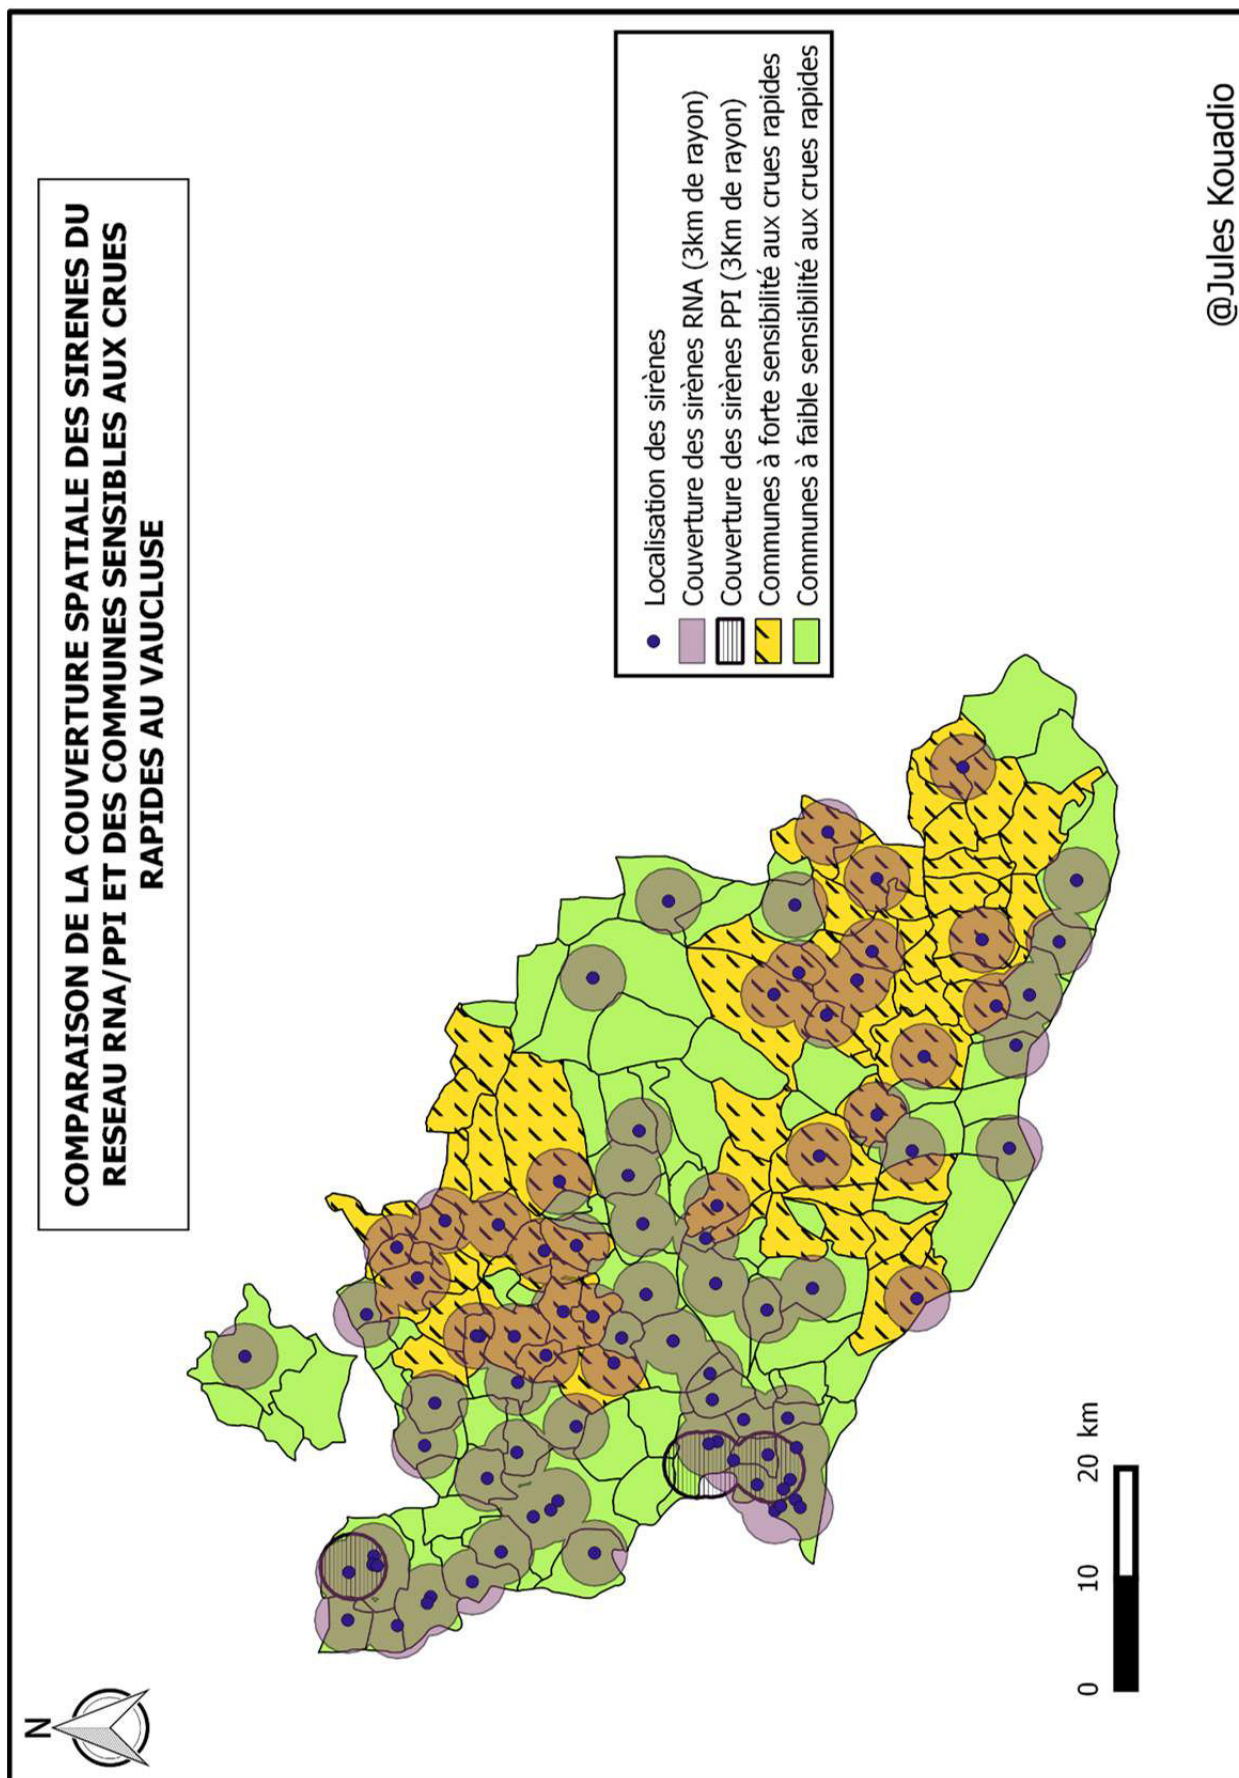 COMPARAISON DE LA COUVERTURE SPATIALE DES SIRENES DU
RESEAU RNA/PPI ET DES COMMUNES SENSIBLES AUX CRUES
RAPIDES AU VAUCLUSE
N
Localisation des sirènes
Couverture des sirènes RNA (3km de rayon)
Couverture des sirènes PPI (3Km de rayon)
Communes à forte sensibilité aux crues rapides
Communes à faible sensibilité aux crues rapides
0 10 20 km
@Jules Kouadio